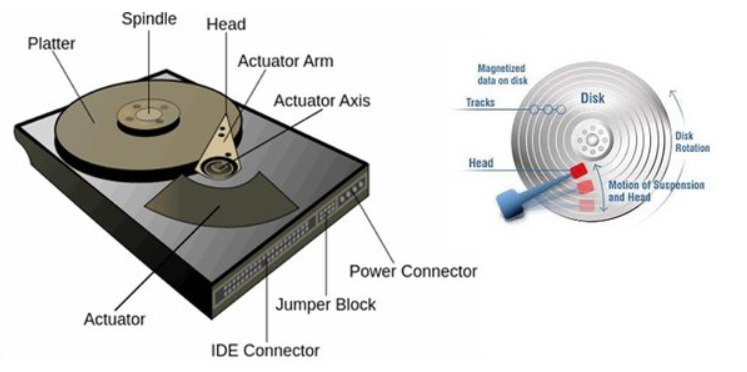 Spindle
Head
Platter
Actuator Arm
Actuator Axis
Power Connector
Jumper Block
Actuator
IDE Connector
Magnetized
data on disk
Tracks
Disk
Disk
Rotation
Head
Motion of Suspension
and Head